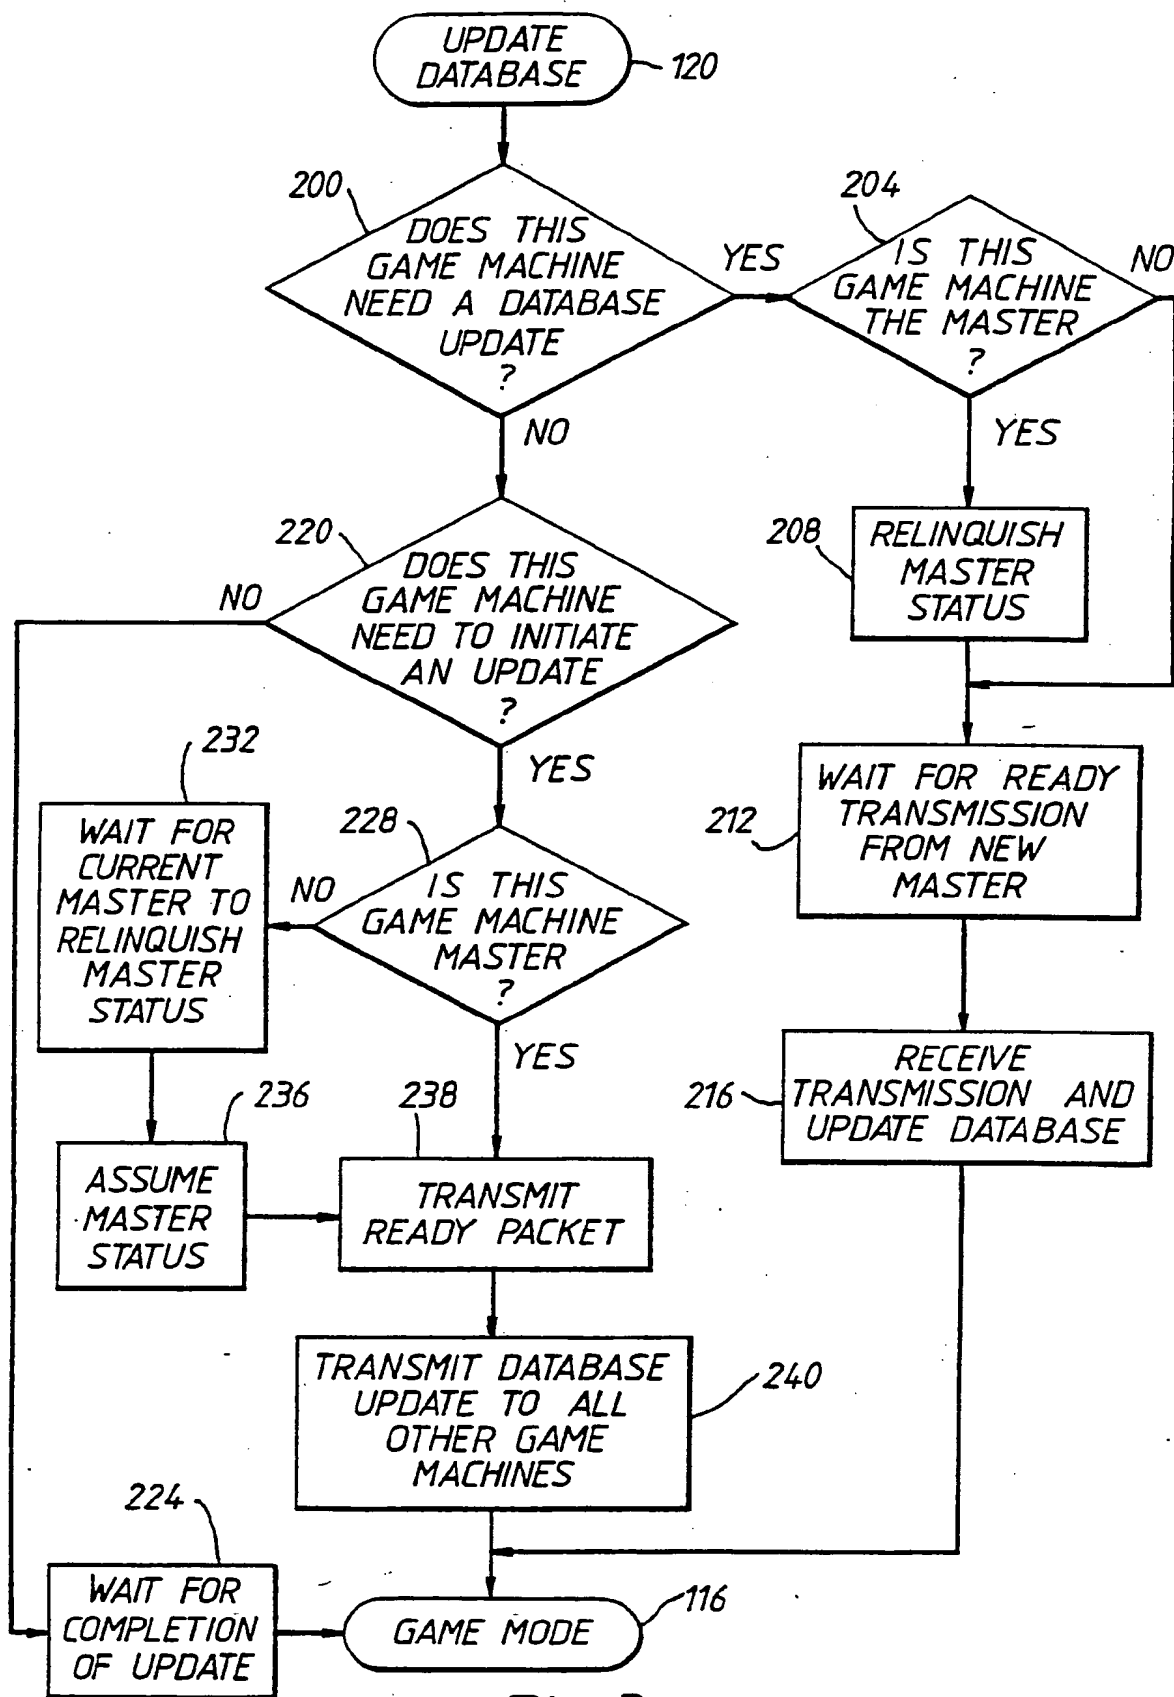 UPDATE
DATABASE
120
200
DOES THIS
GAME MACHINE
NEED A DATABASE
UPDATE
?
YES
NO
204
IS THIS
GAME MACHINE
THE MASTER
?
NO
YES
208
RELINQUISH
MASTER
STATUS
220
DOES THIS
GAME MACHINE
NEED TO INITIATE
AN UPDATE
?
NO
YES
212
WAIT FOR READY
TRANSMISSION
FROM NEW
MASTER
232
WAIT FOR
CURRENT
MASTER TO
RELINQUISH
MASTER
STATUS
228
IS THIS
GAME MACHINE
MASTER
?
NO
YES
216
RECEIVE
TRANSMISSION AND
UPDATE DATABASE
236
ASSUME
MASTER
STATUS
238
TRANSMIT
READY PACKET
TRANSMIT DATABASE
UPDATE TO ALL
OTHER GAME
MACHINES
240
224
WAIT FOR
COMPLETION
OF UPDATE
GAME MODE
116